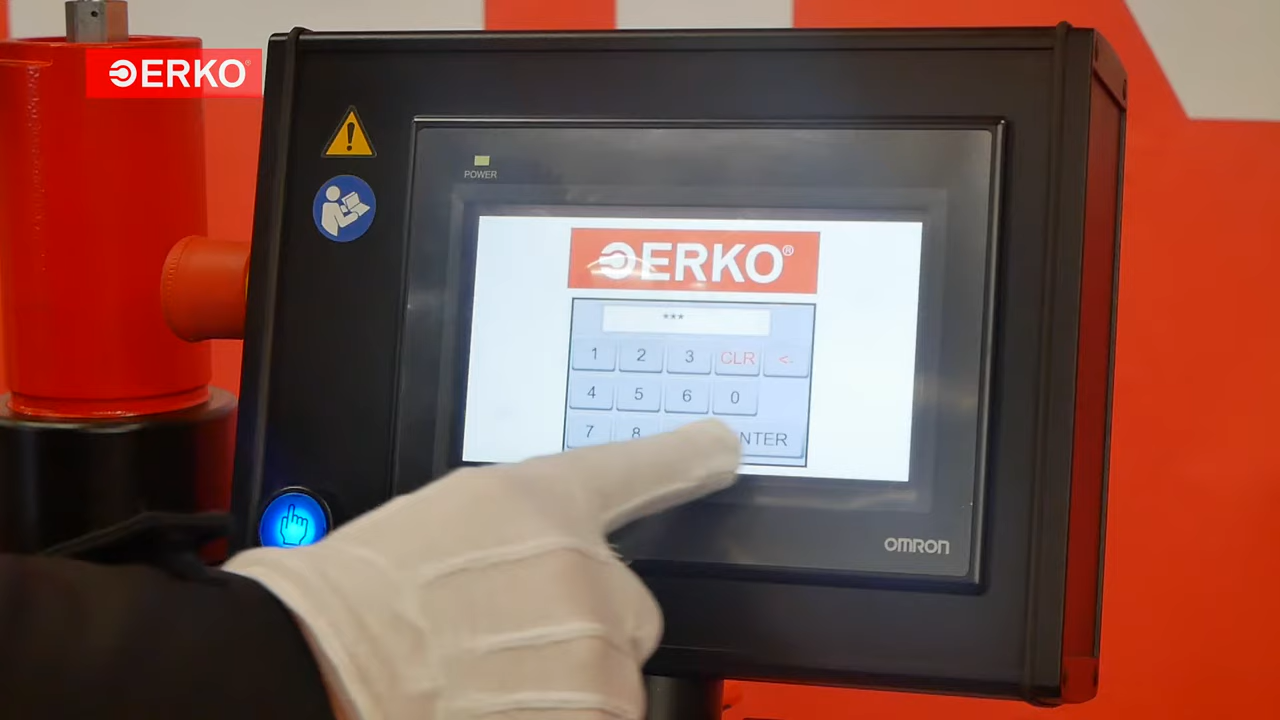 ERKO®
POWER
ERKO®
***
1 2 3 CLR <-
4 5 6 0
7 8 NTER
OMRON